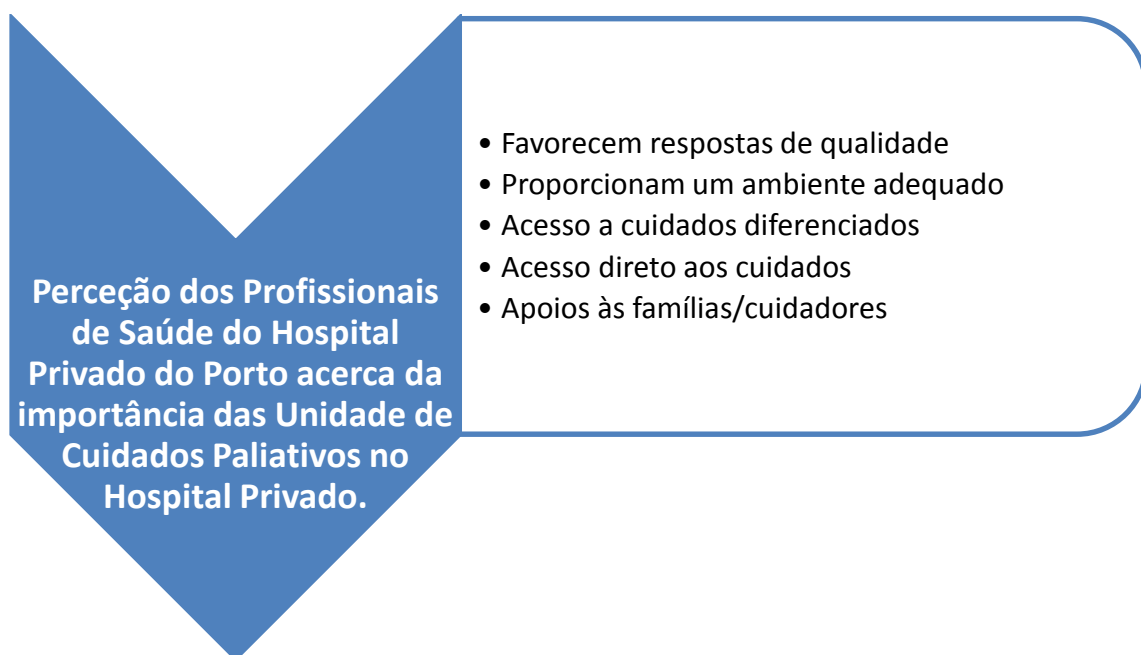 Perceção dos Profissionais
de Saúde do Hospital
Privado do Porto acerca da
importância das Unidade de
Cuidados Paliativos no
Hospital Privado.
• Favorecem respostas de qualidade
• Proporcionam um ambiente adequado
• Acesso a cuidados diferenciados
• Acesso direto aos cuidados
• Apoios às famílias/cuidadores